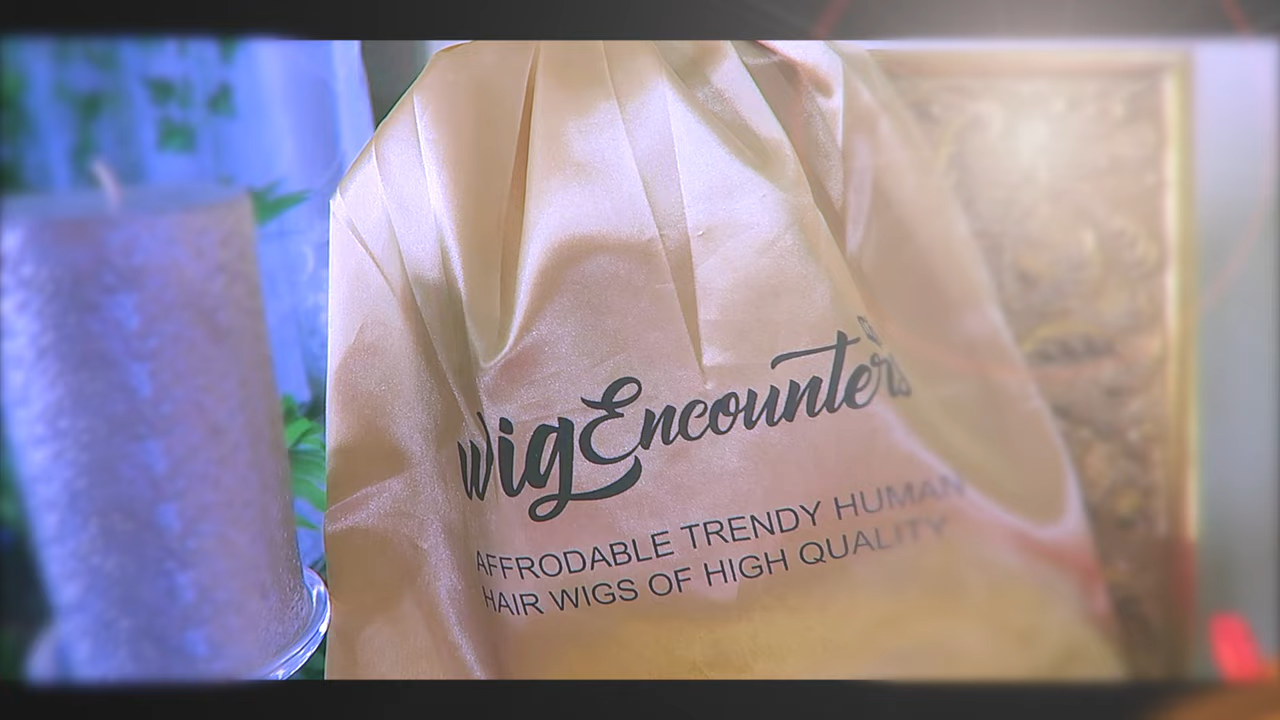 WigEncounters
AFFRODABLE TRENDY HUMAN
HAIR WIGS OF HIGH QUALITY